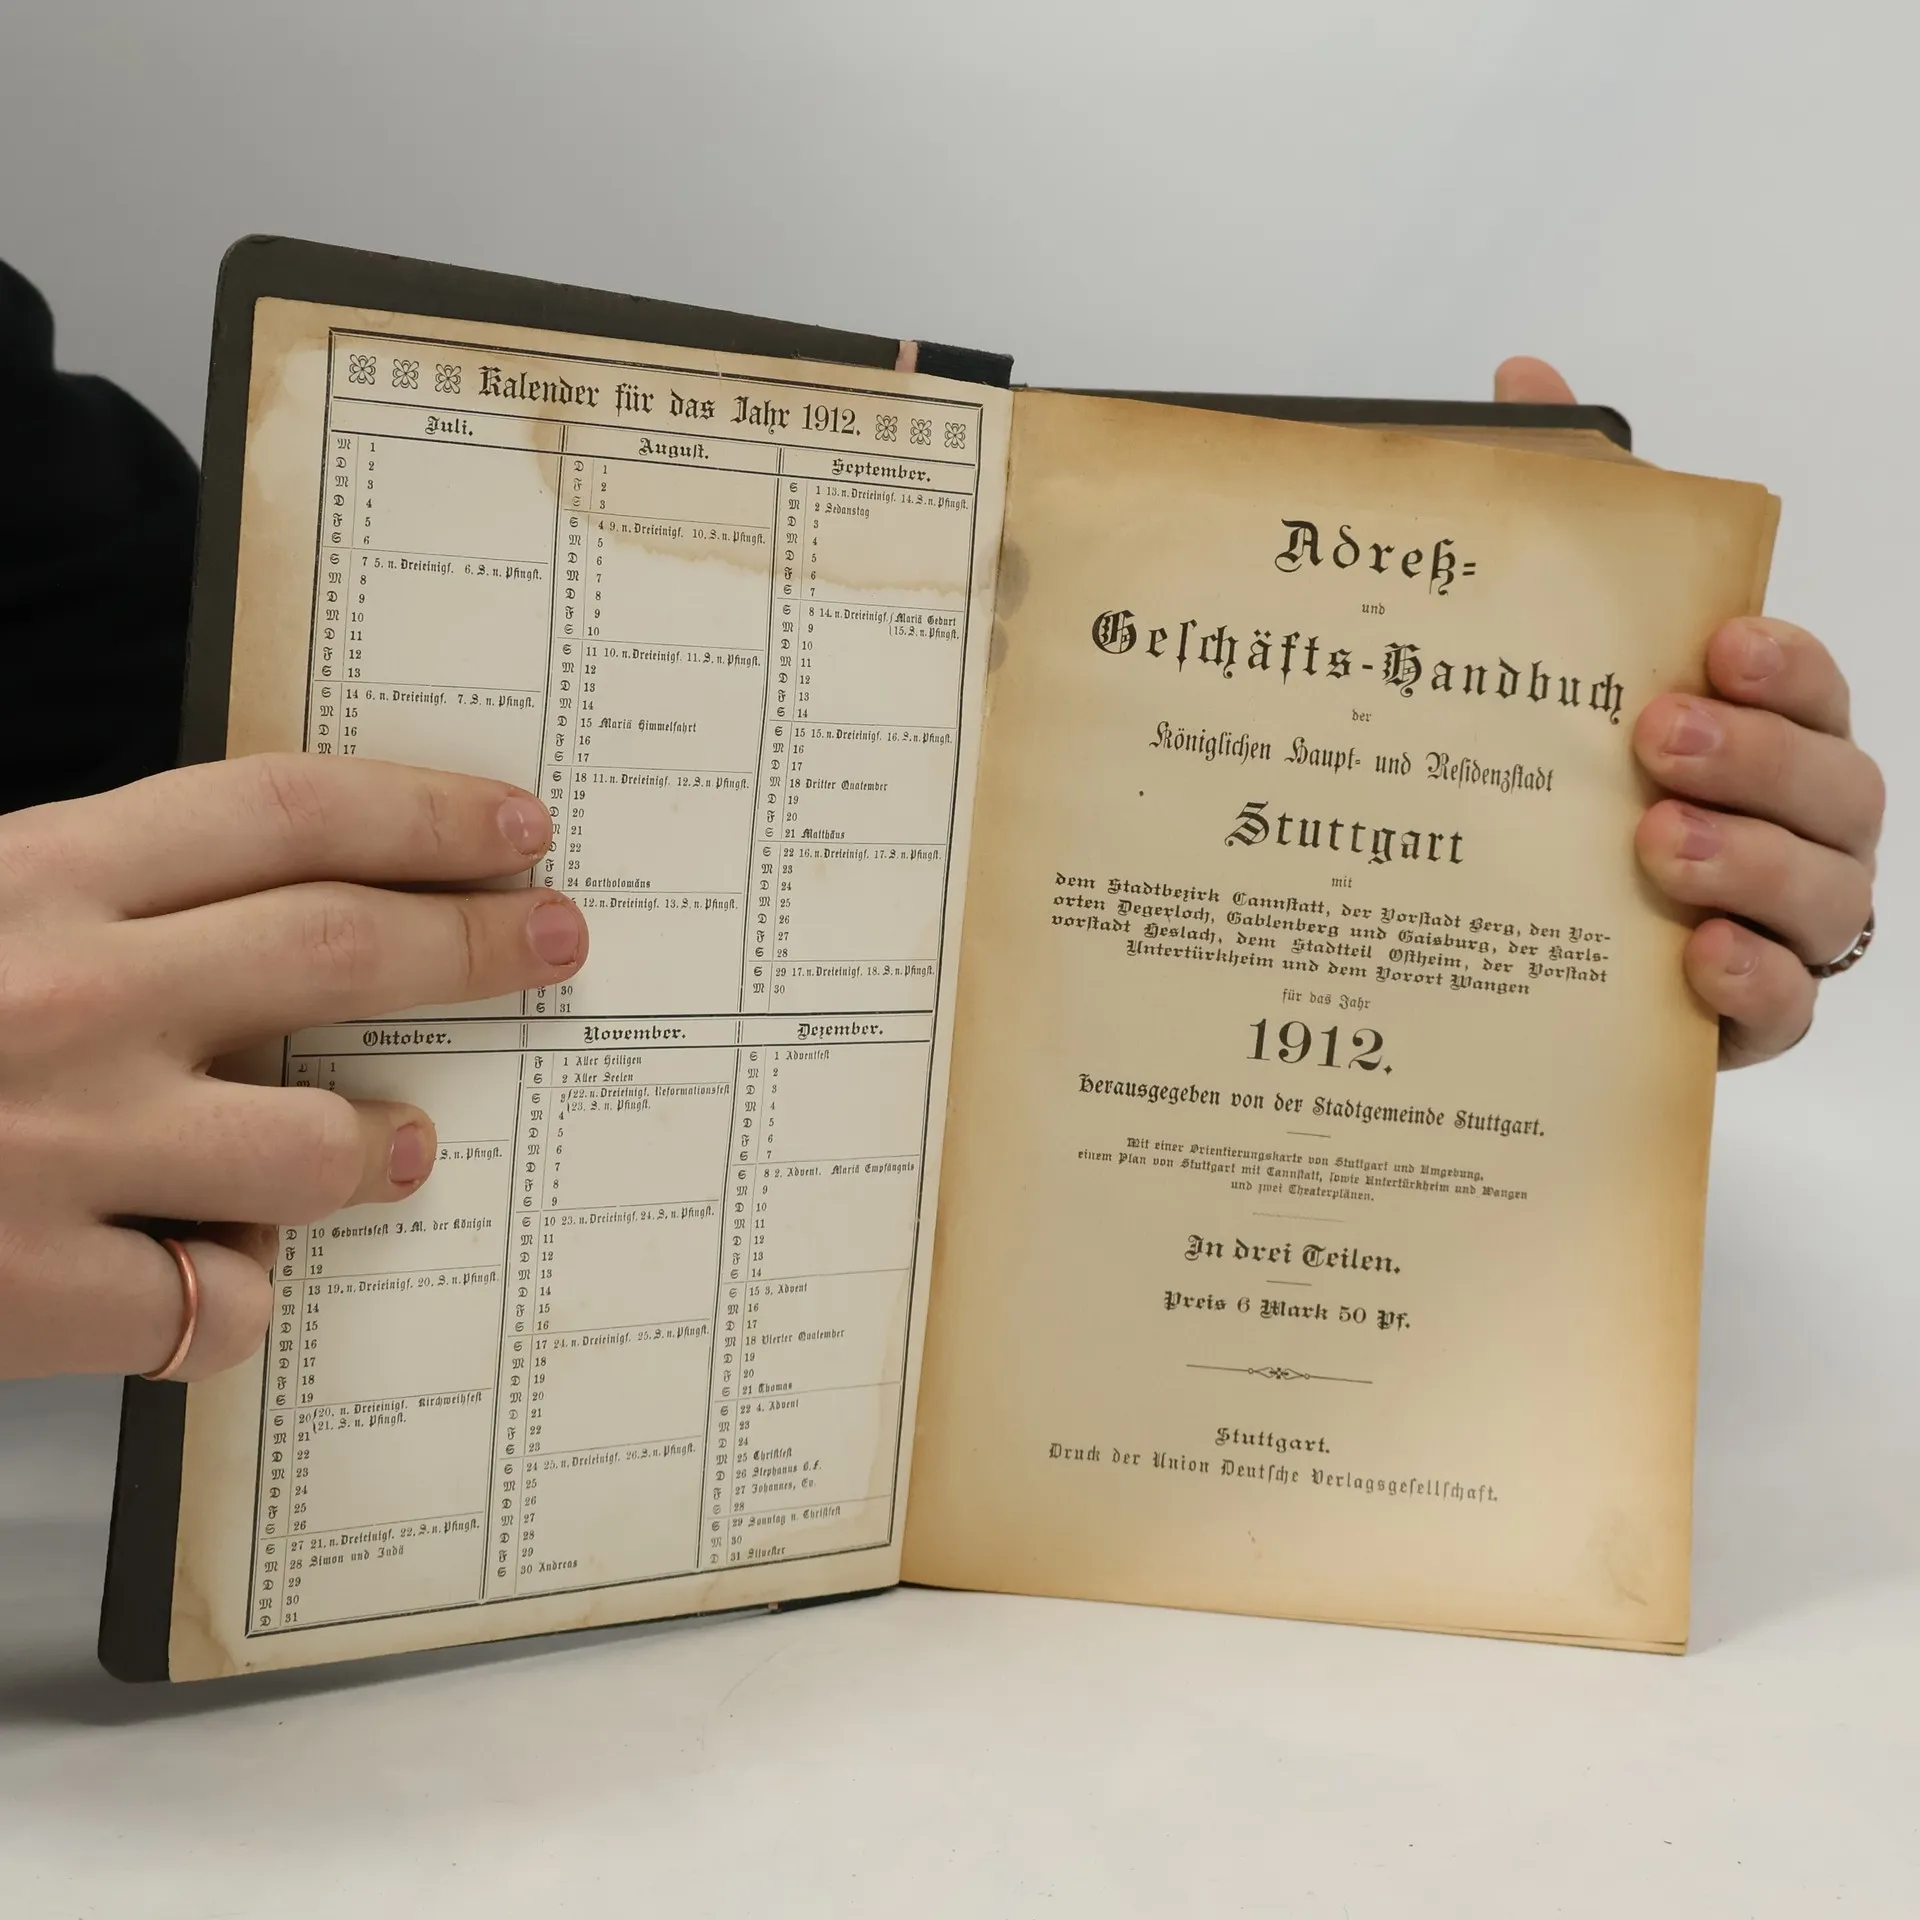 Kalender für das Jahr 1912.
Juli.
M 1
D 2
M 3
D 4
F 5
S 6
S 7 5. n. Dreieinigk. 6. S. n. Pfingst.
M 8
D 9
M 10
D 11
F 12
S 13
S 14 6. n. Dreieinigk. 7. S. n. Pfingst.
M 15
D 16
M 17
August.
D 1
F 2
S 3
S 4 9. n. Dreieinigk. 10. S. n. Pfingst.
M 5
D 6
M 7
D 8
F 9
S 10
S 11 10. n. Dreieinigk. 11. S. n. Pfingst.
M 12
D 13
M 14
D 15 Mariä Himmelfahrt
F 16
S 17
S 18 11. n. Dreieinigk. 12. S. n. Pfingst.
M 19
D 20
21
D 22
F 23
S 24 Bartholomäus
12. n. Dreieinigk. 13. S. n. Pfingst.
F 30
S 31
September.
S 1 13. n. Dreieinigk. 14. S. n. Pfingst.
M 2 Sedanstag
D 3
M 4
D 5
F 6
S 7
S 8 14. n. Dreieinigk. { Mariä Geburt
M 9 { 15. S. n. Pfingst.
D 10
M 11
D 12
F 13
S 14
S 15 15. n. Dreieinigk. 16. S. n. Pfingst.
M 16
D 17
M 18 Dritter Quatember
D 19
F 20
S 21 Matthäus
S 22 16. n. Dreieinigk. 17. S. n. Pfingst.
M 23
D 24
M 25
D 26
F 27
S 28
S 29 17. n. Dreieinigk. 18. S. n. Pfingst.
M 30
Oktober.
D 1
M 2
S. n. Pfingst.
D 10 Geburtsfest I. M. der Königin
F 11
S 12
S 13 19. n. Dreieinigk. 20. S. n. Pfingst.
M 14
D 15
M 16
D 17
F 18
S 19
S 20 { 20. n. Dreieinigk. Kirchweihfest
M 21 { 21. S. n. Pfingst.
D 22
M 23
D 24
F 25
S 26
S 27 21. n. Dreieinigk. 22. S. n. Pfingst.
M 28 Simon und Judä
D 29
M 30
D 31
November.
F 1 Aller Heiligen
S 2 Aller Seelen
S 3 { 22. n. Dreieinigk. Reformationsfest
M 4 { 23. S. n. Pfingst.
D 5
M 6
D 7
F 8
S 9
S 10 23. n. Dreieinigk. 24. S. n. Pfingst.
M 11
D 12
M 13
D 14
F 15
S 16
S 17 24. n. Dreieinigk. 25. S. n. Pfingst.
M 18
D 19
M 20
D 21
F 22
S 23
S 24 25. n. Dreieinigk. 26. S. n. Pfingst.
M 25
D 26
M 27
D 28
F 29
S 30 Andreas
Dezember.
S 1 Adventfest
M 2
D 3
M 4
D 5
F 6
S 7
S 8 2. Advent. Mariä Empfängnis
M 9
D 10
M 11
D 12
F 13
S 14
S 15 3. Advent
M 16
D 17
M 18 Vierter Quatember
D 19
F 20
S 21 Thomas
S 22 4. Advent
M 23
D 24
M 25 Christfest
D 26 Stephanus B.F.
F 27 Johannes, Ev.
S 28
S 29 Sonntag n. Christfest
M 30
D 31 Silvester
Adreß-
und
Geschäfts-Handbuch
der
Königlichen Haupt- und Residenzstadt
Stuttgart
mit
dem Stadtbezirk Cannstatt, der Vorstadt Berg, den Vor-
orten Degerloch, Gablenberg und Gaisburg, der Karls-
vorstadt Heslach, dem Stadtteil Ostheim, der Vorstadt
Untertürkheim und dem Vorort Wangen
für das Jahr
1912.
Herausgegeben von der Stadtgemeinde Stuttgart.
Mit einer Orientierungskarte von Stuttgart und Umgebung,
einem Plan von Stuttgart mit Cannstatt, sowie Untertürkheim und Wangen
und zwei Theaterplänen.
In drei Teilen.
Preis 6 Mark 50 Pf.
Stuttgart.
Druck der Union Deutsche Verlagsgesellschaft.